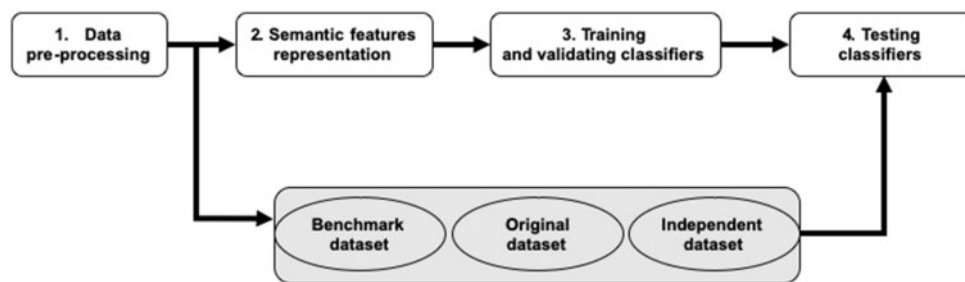 1. Data
pre-processing
2. Semantic features
representation
3. Training
and validating classifiers
4. Testing
classifiers
Benchmark
dataset
Original
dataset
Independent
dataset